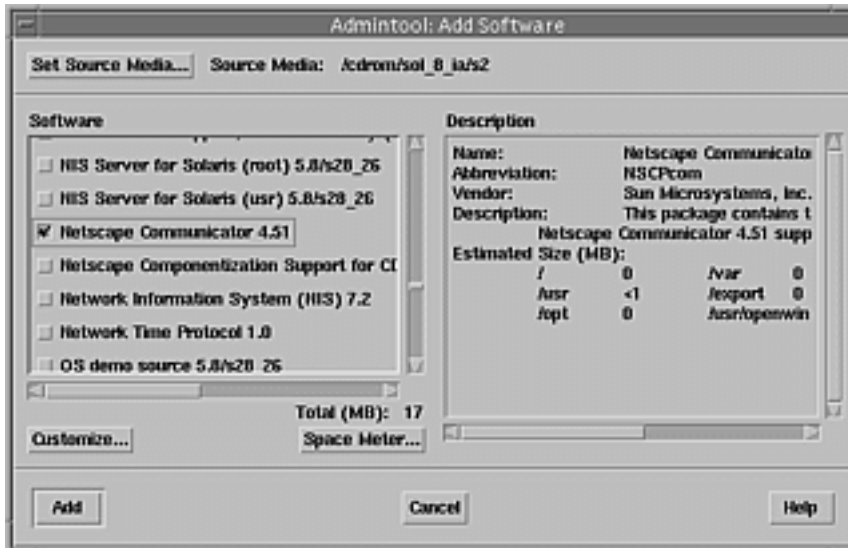 Admintool: Add Software
Set Source Media... Source Media: /cdrom/sol_8_ia/s2
Software
NIS Server for Solaris (root) 5.8/s28_26
NIS Server for Solaris (usr) 5.8/s28_26
Netscape Communicator 4.51
Netscape Componentization Support for CD
Network Information System (NIS) 7.2
Network Time Protocol 1.0
OS demo source 5.8/s28_26
Total (MB): 17
Customize... Space Meter...
Description
Name: Netscape Communicato
Abbreviation: NSCPcom
Vendor: Sun Microsystems, Inc.
Description: This package contains t
Netscape Communicator 4.51 supp
Estimated Size (MB):
/ 0 /var 0
/usr <1 /export 0
/opt 0 /usr/openwin
Add Cancel Help